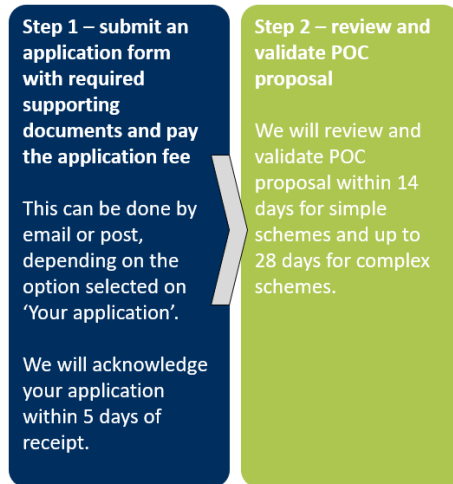 Step 1 – submit an
application form
with required
supporting
documents and pay
the application fee
This can be done by
email or post,
depending on the
option selected on
‘Your application’.
We will acknowledge
your application
within 5 days of
receipt.
Step 2 – review and
validate POC
proposal
We will review and
validate POC
proposal within 14
days for simple
schemes and up to
28 days for complex
schemes.